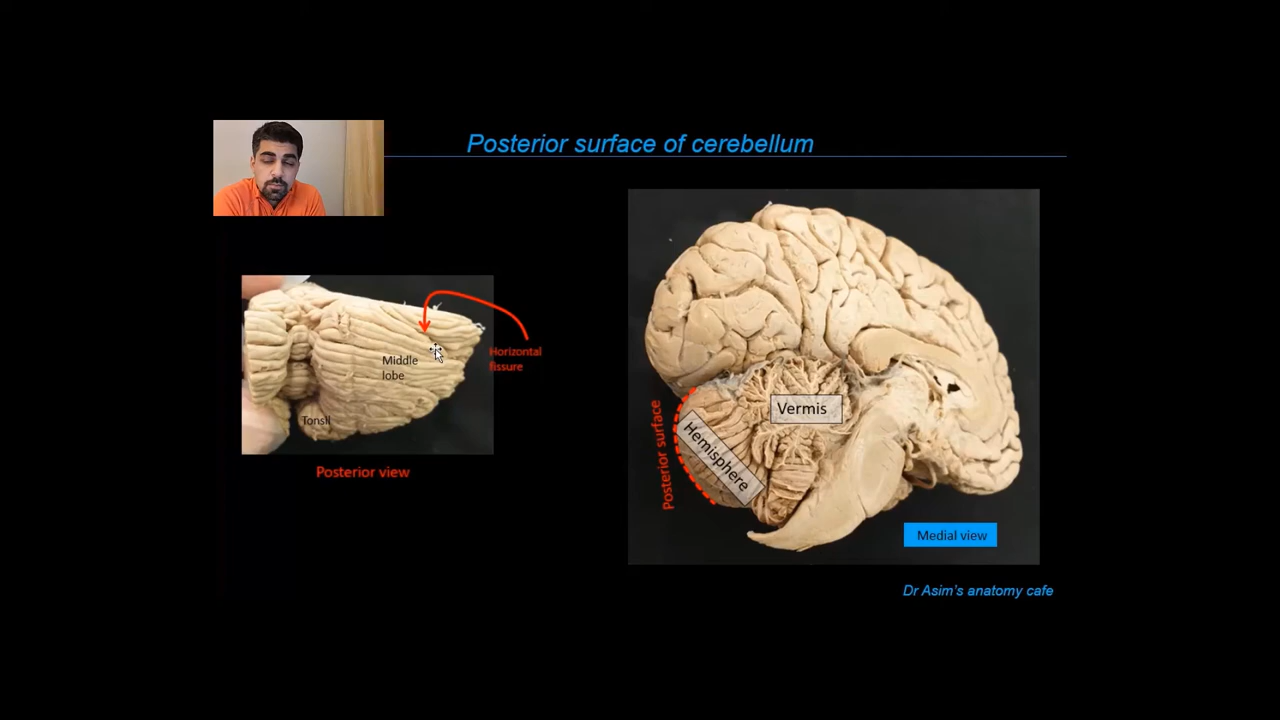 Posterior surface of cerebellum
Horizontal
fissure
Middle
lobe
Tonsil
Posterior view
Vermis
Hemisphere
Posterior surface
Medial view
Dr Asim's anatomy cafe